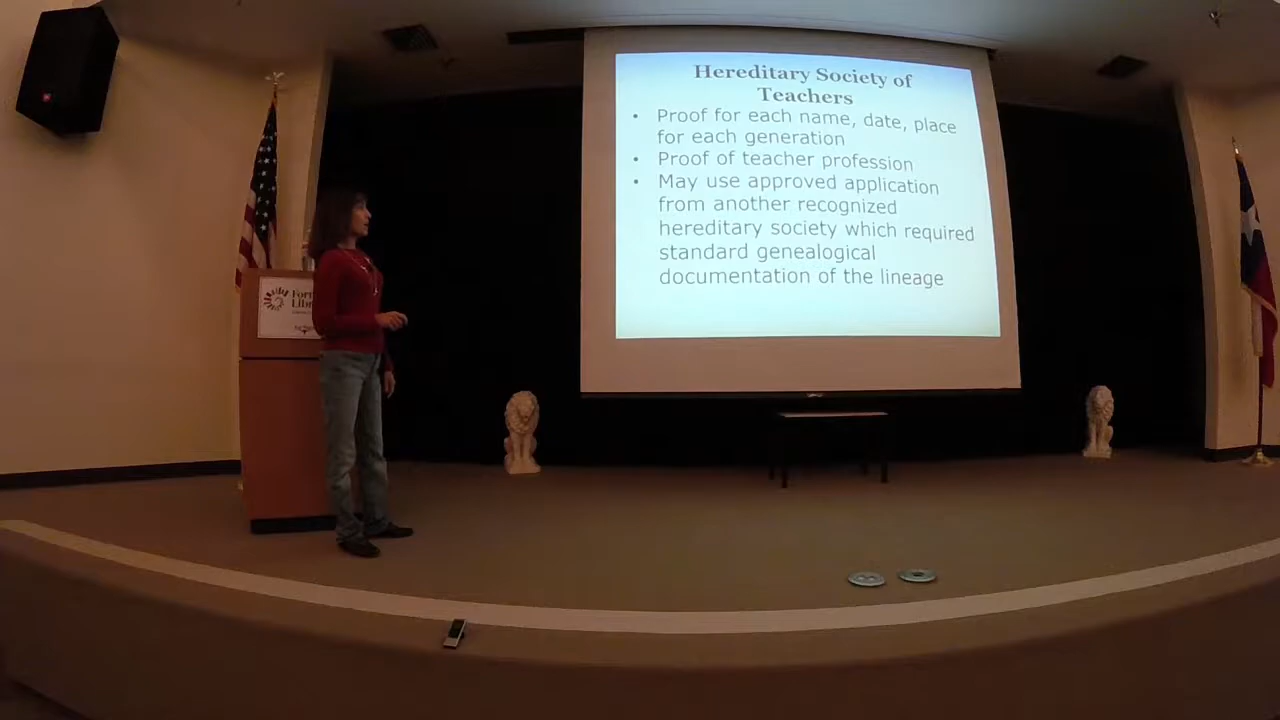 Hereditary Society of
Teachers
• Proof for each name, date, place
for each generation
• Proof of teacher profession
• May use approved application
from another recognized
hereditary society which required
standard genealogical
documentation of the lineage